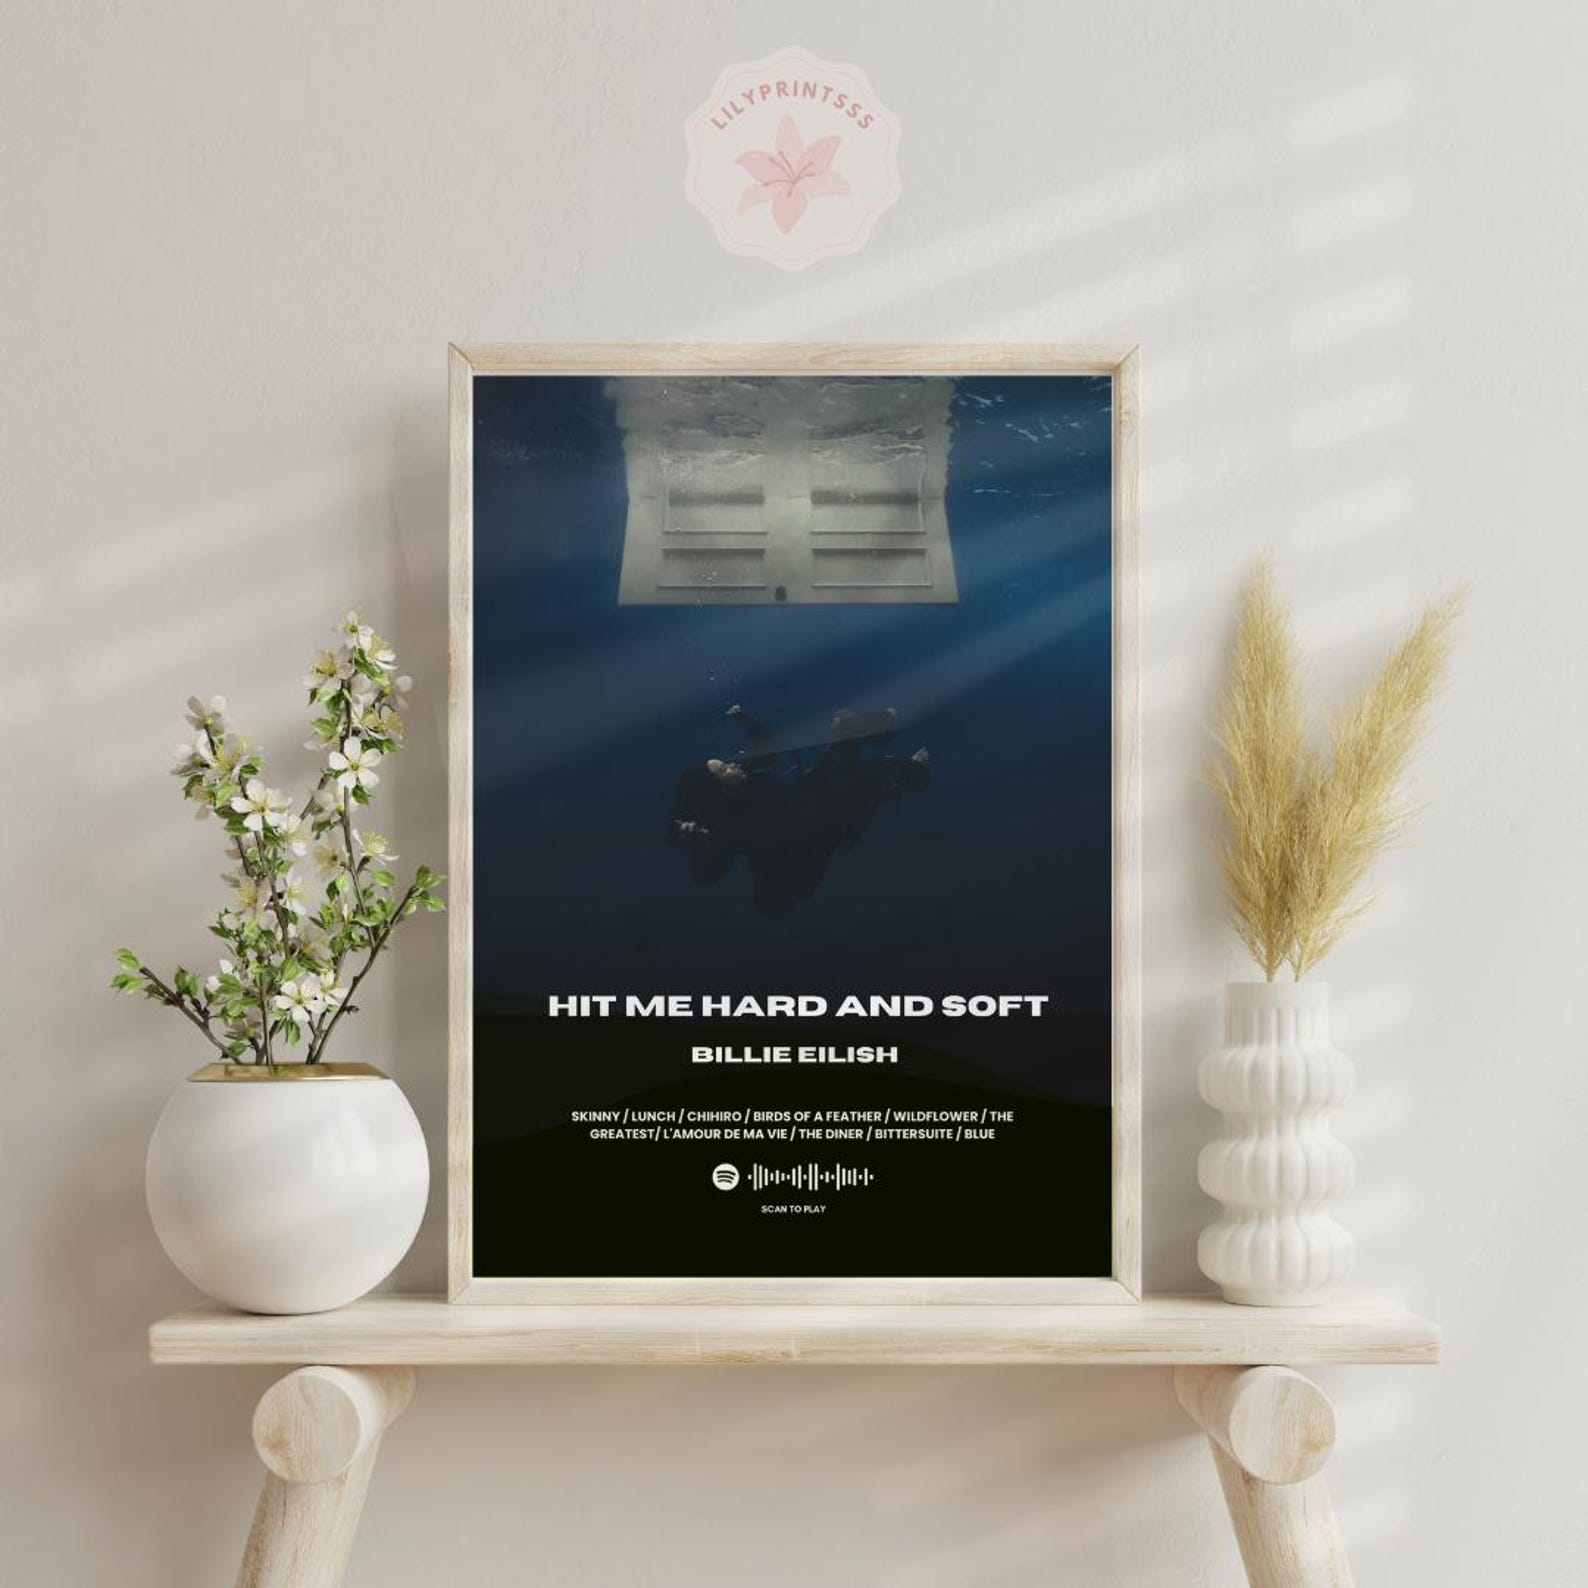 LILYPRINTSSS
HIT ME HARD AND SOFT
BILLIE EILISH
SKINNY / LUNCH / CHIHIRO / BIRDS OF A FEATHER / WILDFLOWER / THE
GREATEST/ L'AMOUR DE MA VIE / THE DINER / BITTERSUITE / BLUE
SCAN TO PLAY